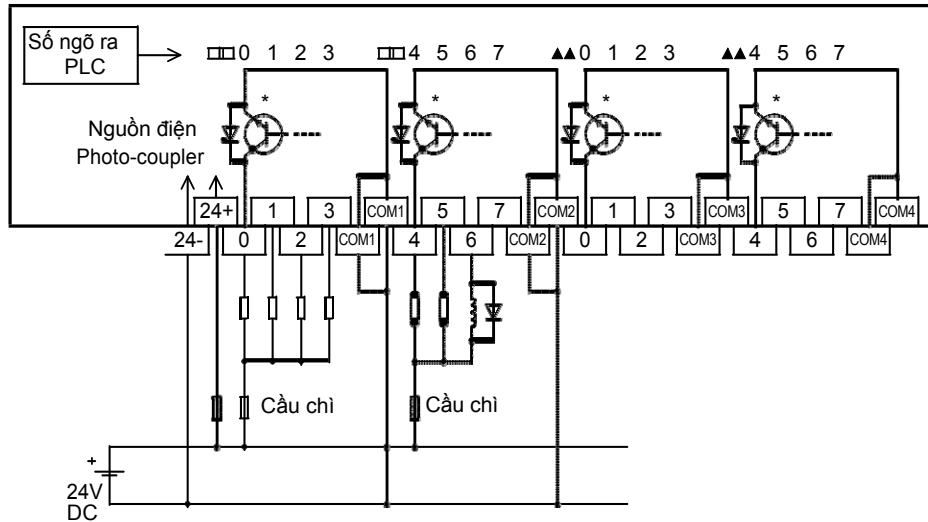 Số ngõ ra
PLC
0 1 2 3 4 5 6 7 ▲▲ 0 1 2 3 ▲▲ 4 5 6 7
* * * *
Nguồn điện
Photo-coupler
24+ 1 3 COM1 5 7 COM2 1 3 COM3 5 7 COM4
24- 0 2 COM1 4 6 COM2 0 2 COM3 4 6 COM4
Cầu chì Cầu chì
+
24V
DC